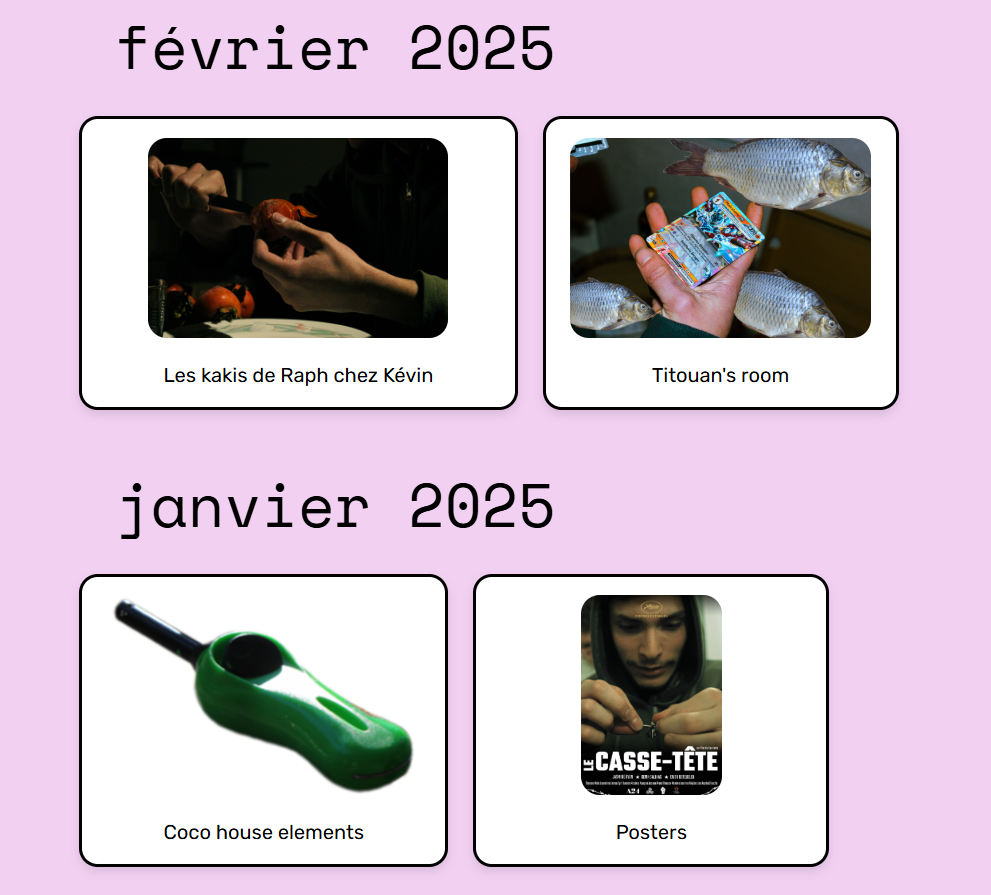 février 2025
Les kakis de Raph chez Kévin
Titouan's room
janvier 2025
LE CASSE-TÊTE
A24
Coco house elements
Posters